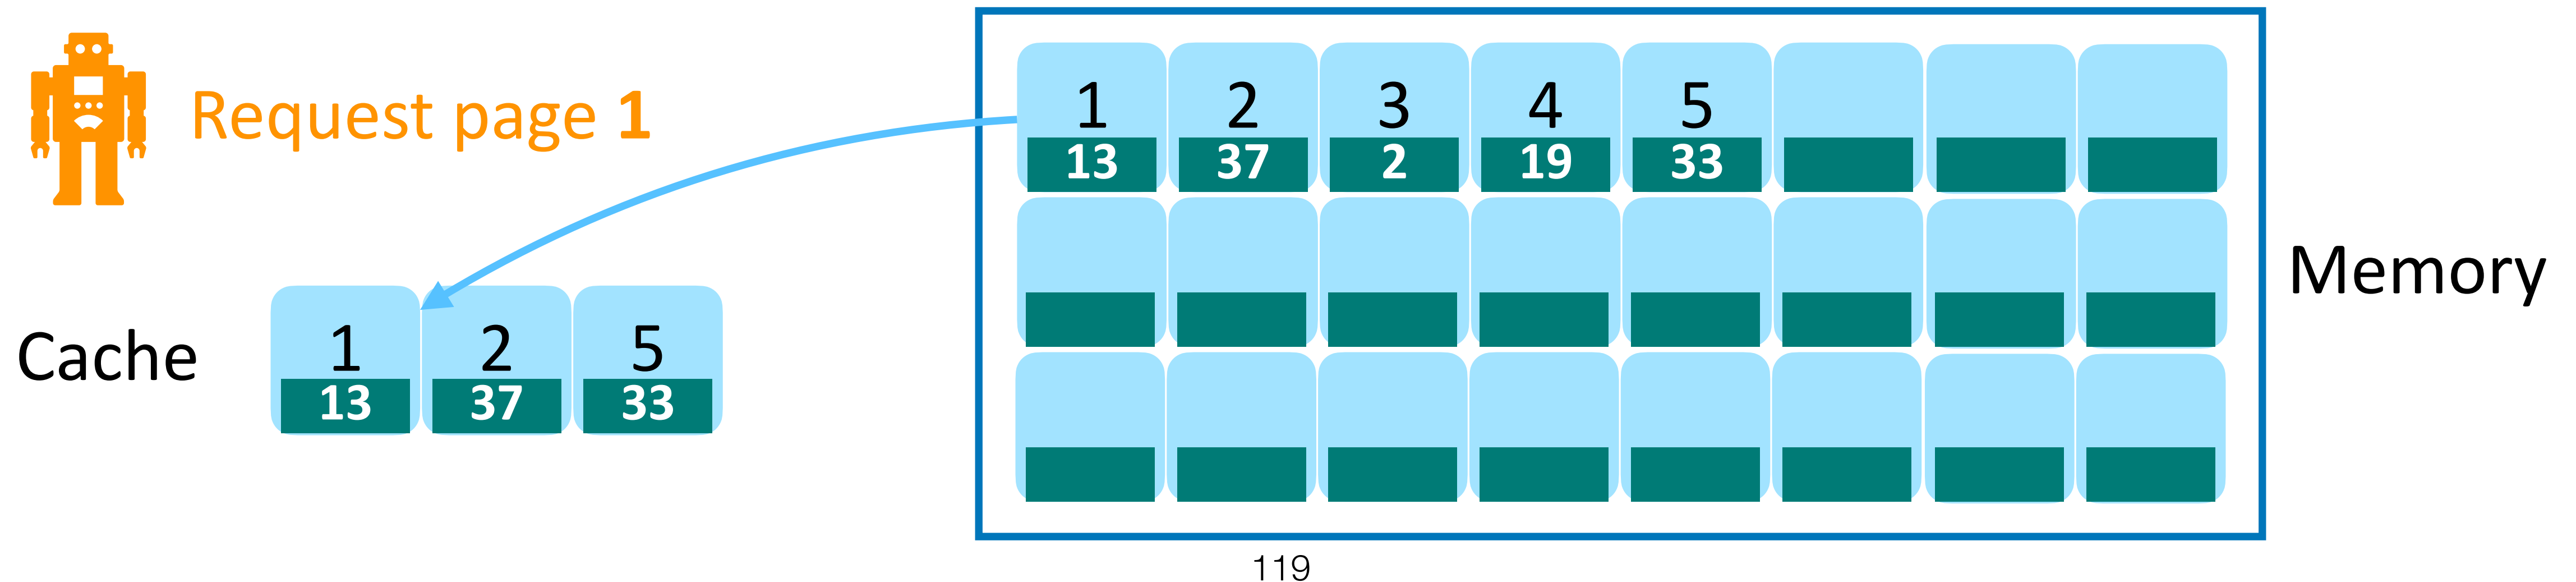 Request page 1
1 2 3 4 5
13 37 2 19 33
Memory
Cache
1 2 5
13 37 33
119